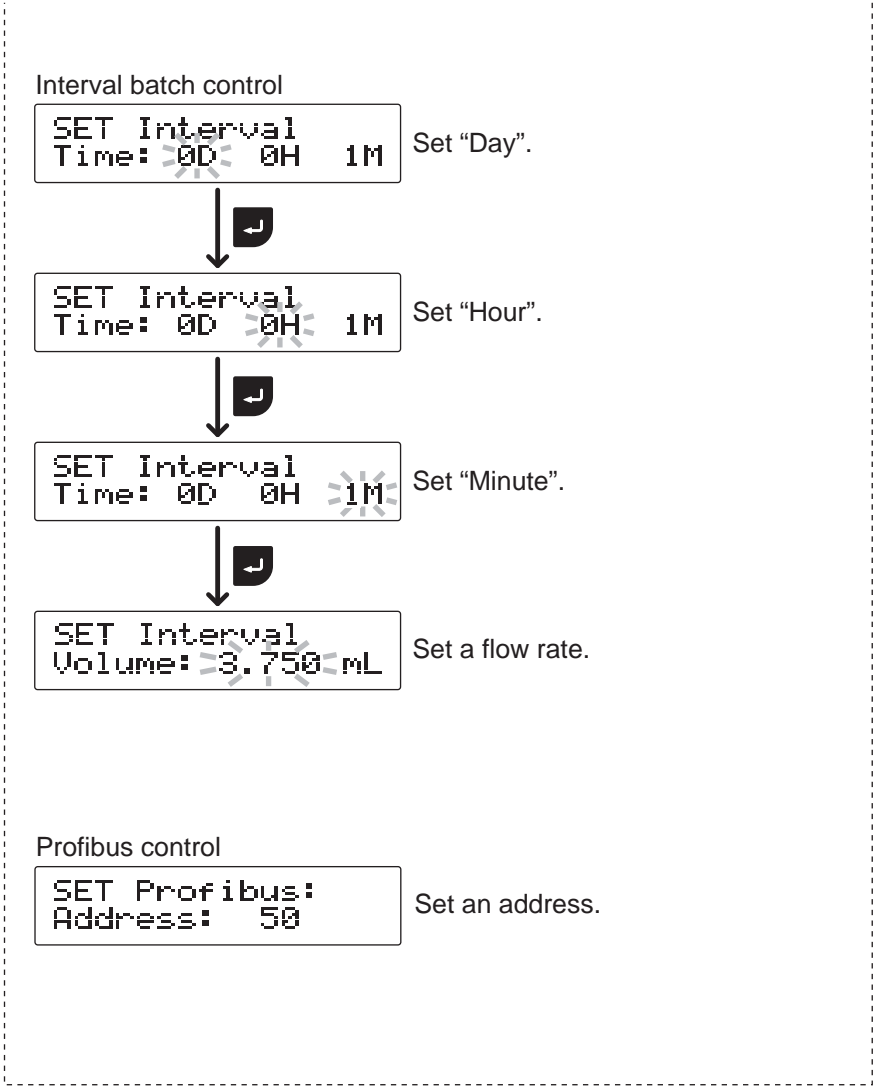 Interval batch control
SET Interval
Time: 0D 0H 1M
Set “Day”.
SET Interval
Time: 0D 0H 1M
Set “Hour”.
SET Interval
Time: 0D 0H 1M
Set “Minute”.
SET Interval
Volume: 3.750 mL
Set a flow rate.
Profibus control
SET Profibus:
Address: 50
Set an address.